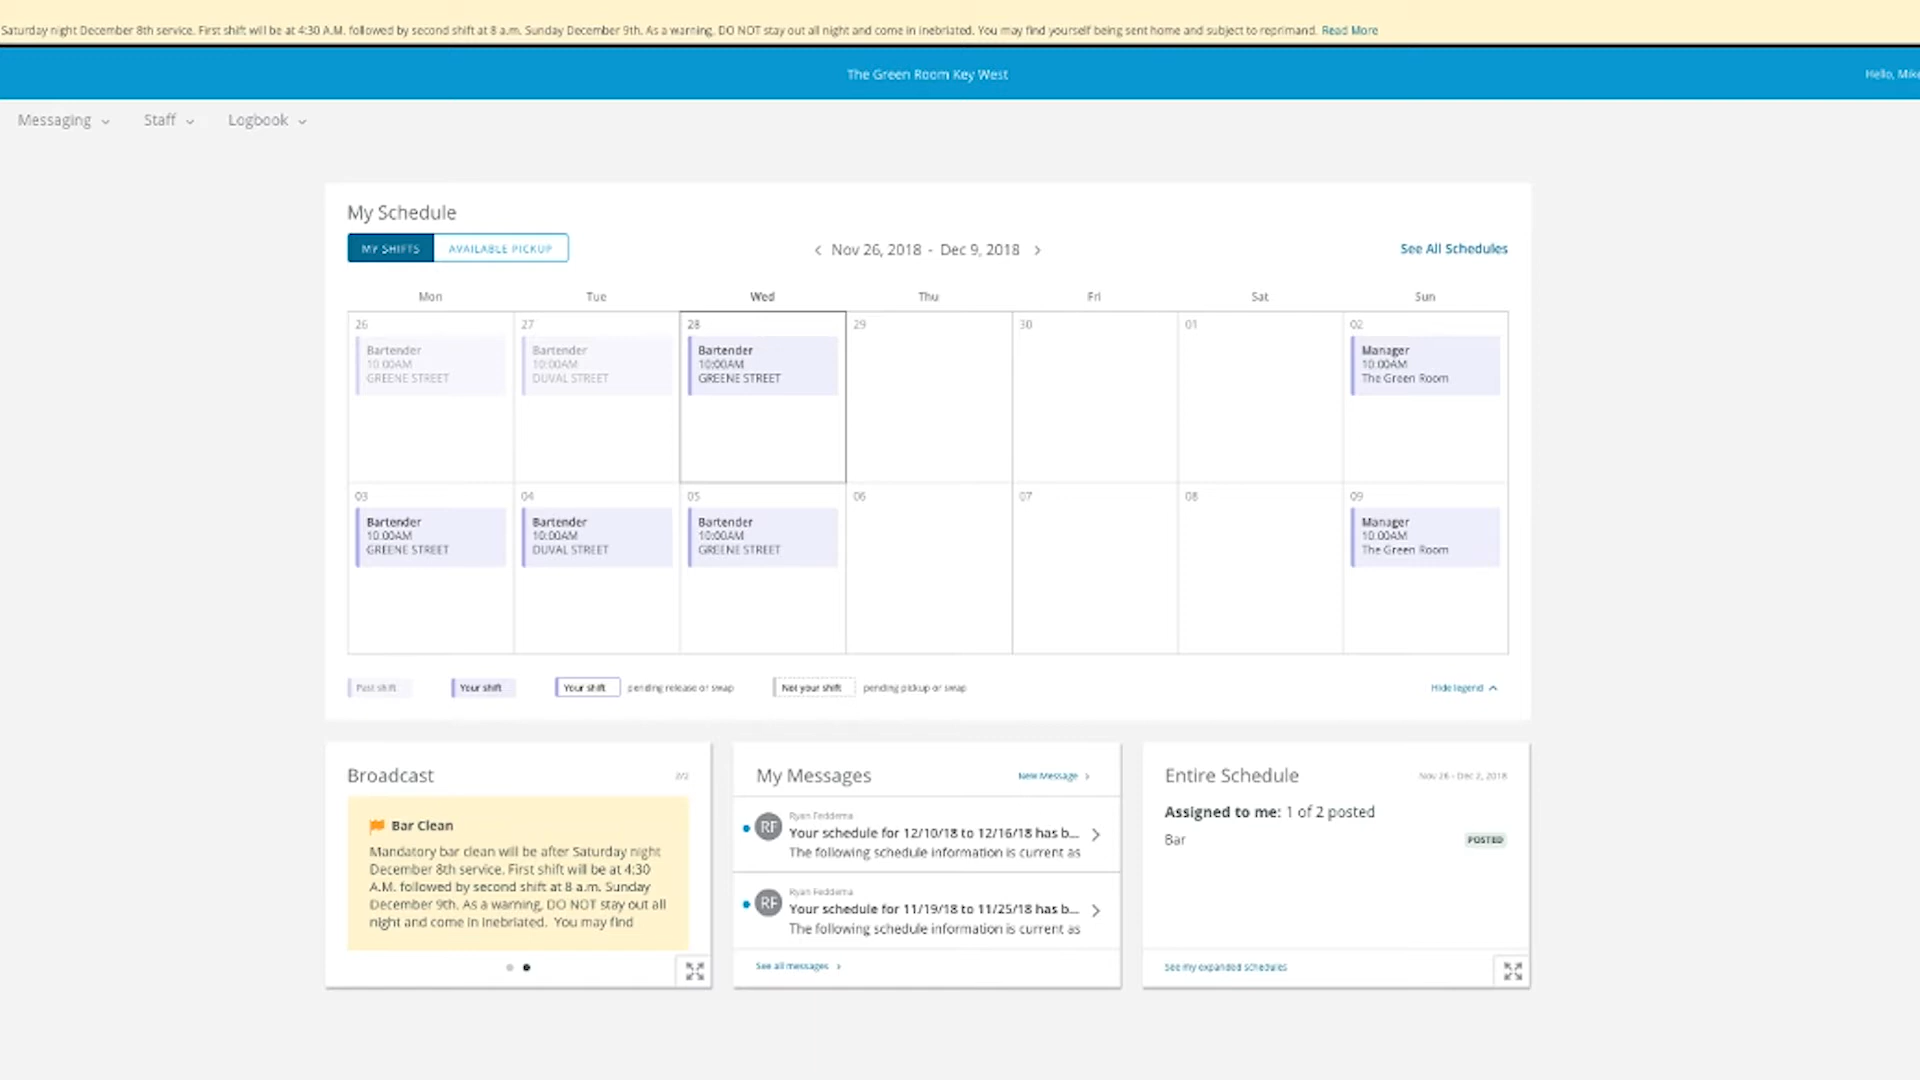 Saturday night December 8th service. First shift will be at 4:30 A.M. followed by second shift at 8 a.m. Sunday December 9th. As a warning, DO NOT stay out all night and come in inebriated. You may find yourself being sent home and subject to reprimand. Read More
The Green Room Key West
Hello, Mike
Messaging
Staff
Logbook
My Schedule
MY SHIFTS
AVAILABLE PICKUP
Nov 26, 2018 - Dec 9, 2018
See All Schedules
Mon Tue Wed Thu Fri Sat Sun
26 27 28 29 30 01 02
Bartender Bartender Bartender Manager
10:00AM 10:00AM 10:00AM 10:00AM
GREENE STREET DUVAL STREET GREENE STREET The Green Room
03 04 05 06 07 08 09
Bartender Bartender Bartender Manager
10:00AM 10:00AM 10:00AM 10:00AM
GREENE STREET DUVAL STREET GREENE STREET The Green Room
Past shift Your shift Your shift pending release or swap Not your shift pending pickup or swap Hide legend
Broadcast 2/2
Bar Clean
Mandatory bar clean will be after Saturday night
December 8th service. First shift will be at 4:30
A.M. followed by second shift at 8 a.m. Sunday
December 9th. As a warning, DO NOT stay out all
night and come in inebriated. You may find
My Messages New Message
RF
Ryan Feddema
Your schedule for 12/10/18 to 12/16/18 has b...
The following schedule information is current as
RF
Ryan Feddema
Your schedule for 11/19/18 to 11/25/18 has b...
The following schedule information is current as
See all messages
Entire Schedule Nov 26 - Dec 2, 2018
Assigned to me: 1 of 2 posted
Bar POSTED
See my expanded schedules